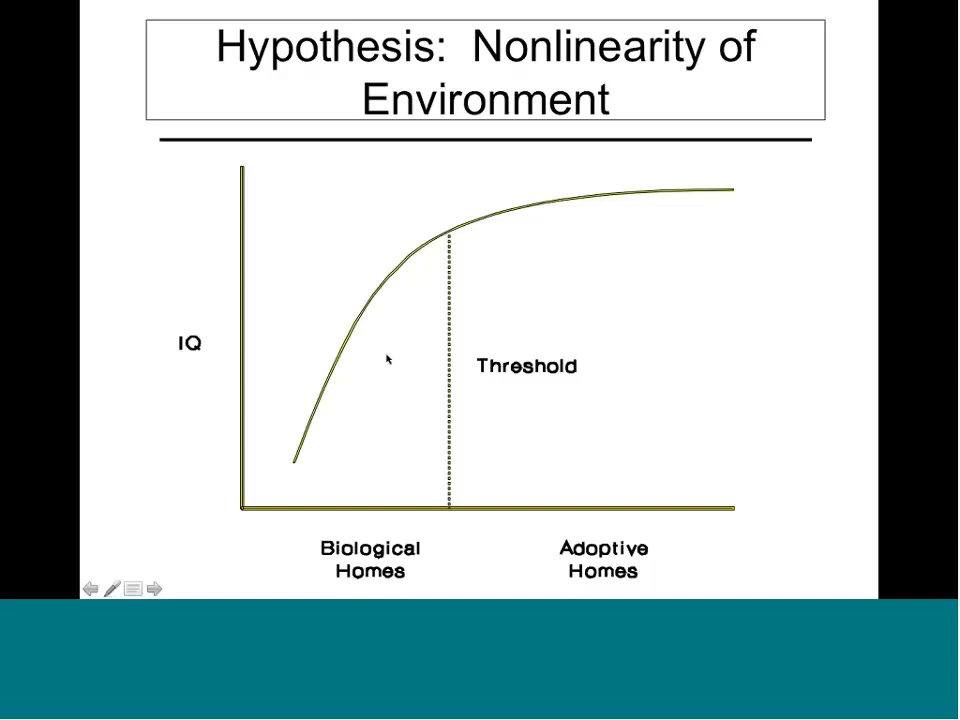 Hypothesis: Nonlinearity of
Environment
IQ
Threshold
Biological
Homes
Adoptive
Homes